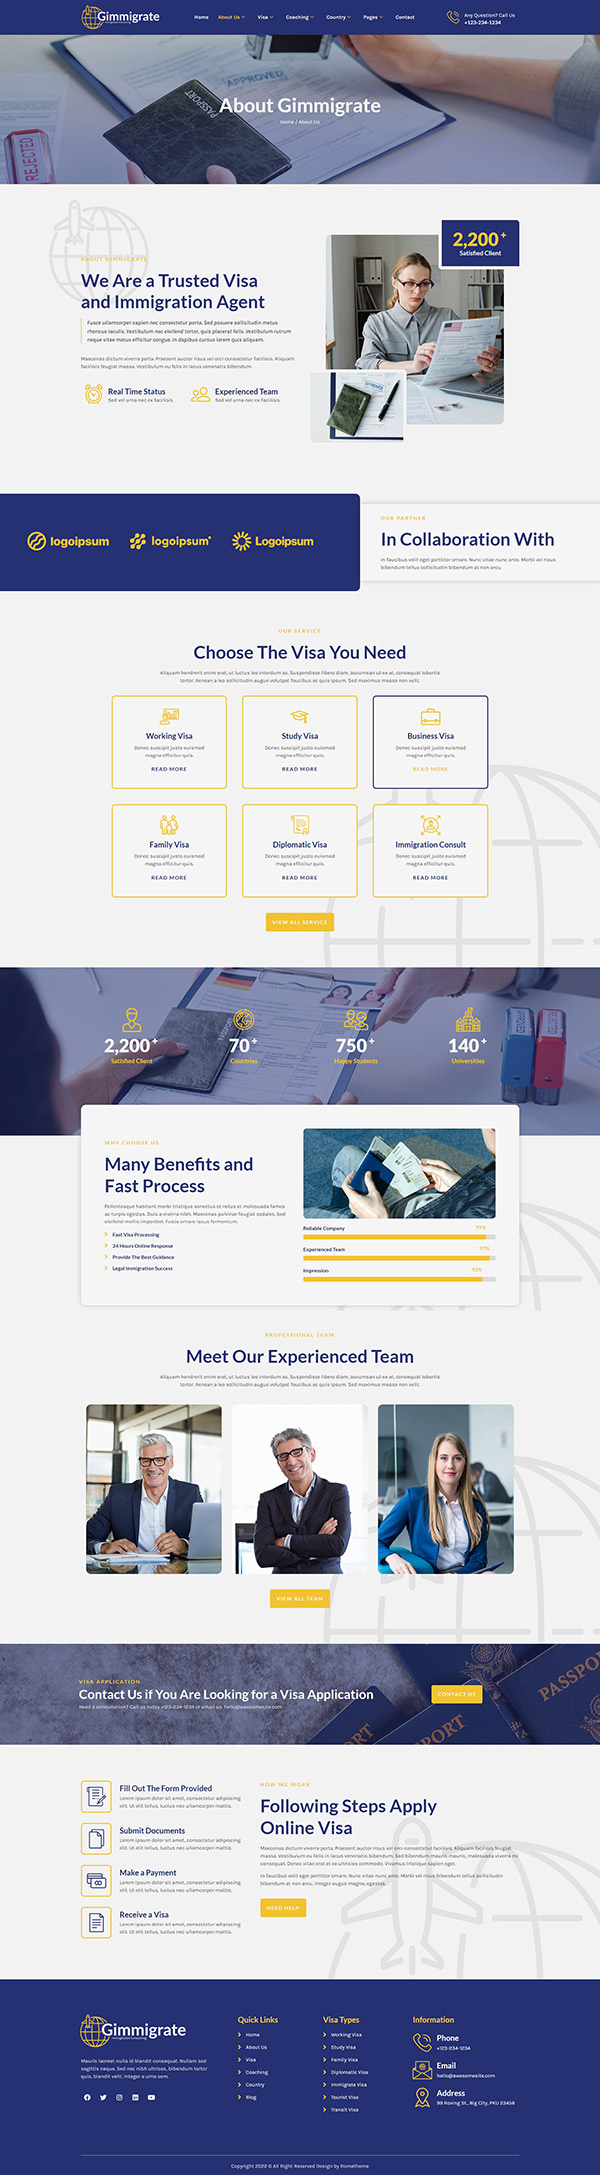 Gimmigrate
Home About Us Visa Coaching Country Pages Contact
Any Question? Call Us
+123-234-1234
APPROVED
PASSPORT
REJECTED
About Gimmigrate
Home / About Us
2,200+
Satisfied Client
ABOUT GIMMIGRATE
We Are a Trusted Visa
and Immigration Agent
Fusce ullamcorper sapien nec consectetur porta. Sed posuere sollicitudin metus
rhoncus iaculis. Vestibulum nec eleifend tortor, quis placerat felis. Vestibulum rutrum
neque vitae metus efficitur congue. In dapibus cursus lorem quis aliquam.
Maecenas dictum viverra porta. Praesent auctor risus vel orci consectetur facilisis. Aliquam
facilisis feugiat massa. Vestibulum eu felis in lacus venenatis bibendum.
Real Time Status
Sed vel urna nec ex facilisis
Experienced Team
Sed vel urna nec ex facilisis
logoipsum
logoipsum
Logoipsum
OUR PARTNER
In Collaboration With
In faucibus velit eget porttitor ornare. Nunc vitae nunc ante. Morbi vel risus
bibendum tellus sollicitudin bibendum at non arcu.
OUR SERVICE
Choose The Visa You Need
Aliquam hendrerit enim erat, ut luctus leo interdum ac. Suspendisse libero diam, accumsan ut ex at, consequat lobortis
tortor. Aenean a leo sollicitudin augue volutpat faucibus ac quis ipsum. Sed maximus massa non velit.
Working Visa
Donec suscipit justo euismod
magna efficitur quis.
READ MORE
Study Visa
Donec suscipit justo euismod
magna efficitur quis.
READ MORE
Business Visa
Donec suscipit justo euismod
magna efficitur quis.
READ MORE
Family Visa
Donec suscipit justo euismod
magna efficitur quis.
READ MORE
Diplomatic Visa
Donec suscipit justo euismod
magna efficitur quis.
READ MORE
Immigration Consult
Donec suscipit justo euismod
magna efficitur quis.
READ MORE
VIEW ALL SERVICE
2,200+
Satisfied Client
70+
Countries
750+
Happy Students
140+
Universities
WHY CHOOSE US
Many Benefits and
Fast Process
Pellentesque habitant morbi tristique senectus et netus et malesuada fames
ac turpis egestas. Duis a viverra nibh. Maecenas pulvinar feugiat sodales. Sed
eleifend mollis imperdiet. Fusce ornare lacus fermentum.
Fast Visa Processing
24 Hours Online Response
Provide The Best Guidance
Legal Immigration Success
Reliable Company 95%
Experienced Team 97%
Impression 93%
PROFESSIONAL TEAM
Meet Our Experienced Team
Aliquam hendrerit enim erat, ut luctus leo interdum ac. Suspendisse libero diam, accumsan ut ex at, consequat lobortis
tortor. Aenean a leo sollicitudin augue volutpat faucibus ac quis ipsum. Sed maximus massa non velit.
VIEW ALL TEAM
VISA APPLICATION
Contact Us if You Are Looking for a Visa Application
Need a consultation? Call us today +123-234-1234 or email us: hello@awesomesite.com
CONTACT US
PASSPORT
PORT
Fill Out The Form Provided
Lorem ipsum dolor sit amet, consectetur adipiscing
elit. Ut elit tellus, luctus nec ullamcorper mattis.
Submit Documents
Lorem ipsum dolor sit amet, consectetur adipiscing
elit. Ut elit tellus, luctus nec ullamcorper mattis.
Make a Payment
Lorem ipsum dolor sit amet, consectetur adipiscing
elit. Ut elit tellus, luctus nec ullamcorper mattis.
Receive a Visa
Lorem ipsum dolor sit amet, consectetur adipiscing
elit. Ut elit tellus, luctus nec ullamcorper mattis.
HOW WE WORK
Following Steps Apply
Online Visa
Maecenas dictum viverra porta. Praesent auctor risus vel orci consectetur facilisis. Aliquam facilisis feugiat
massa. Vestibulum eu felis in lacus venenatis bibendum. Sed bibendum mauris mauris, malesuada viverra mi
consequat. Donec vitae erat et ex ultricies commodo. Vivamus tristique sapien eget.
In faucibus velit eget porttitor ornare. Nunc vitae nunc ante. Morbi vel risus bibendum tellus sollicitudin
bibendum at non arcu. Integer augue magna, egestas.
NEED HELP
Gimmigrate
Immigration Consulting
Mauris laoreet nulla id blandit consequat. Nullam sed
sagittis neque. Sed nec nibh ultrices, bibendum tortor
quis, blandit velit. Integer a urna sem.
Quick Links
Home
About Us
Visa
Coaching
Country
Blog
Visa Types
Working Visa
Study Visa
Family Visa
Diplomatic Visa
Immigrate Visa
Tourist Visa
Transit Visa
Information
Phone
+123-234-1234
Email
hello@awesomesite.com
Address
99 Roving St., Big City, PKU 23456
Copyright 2022 © All Right Reserved Design by Rometheme